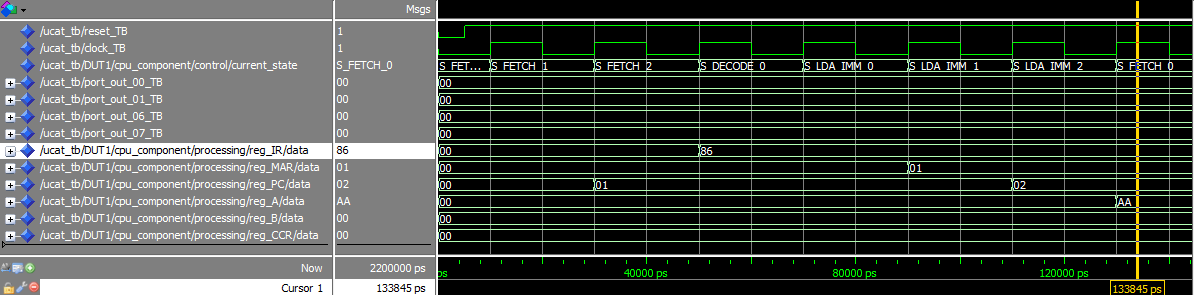 Msgs
/ucat_tb/reset_TB 1
/ucat_tb/clock_TB 1
/ucat_tb/DUT1/cpu_component/control/current_state S_FETCH_0 S_FET... S_FETCH_1 S_FETCH_2 S_DECODE_0 S_LDA_IMM_0 S_LDA_IMM_1 S_LDA_IMM_2 S_FETCH_0
/ucat_tb/port_out_00_TB 00 00
/ucat_tb/port_out_01_TB 00 00
/ucat_tb/port_out_06_TB 00 00
/ucat_tb/port_out_07_TB 00 00
/ucat_tb/DUT1/cpu_component/processing/reg_IR/data 86 00 86
/ucat_tb/DUT1/cpu_component/processing/reg_MAR/data 01 00 01
/ucat_tb/DUT1/cpu_component/processing/reg_PC/data 02 00 01 02
/ucat_tb/DUT1/cpu_component/processing/reg_A/data AA 00 AA
/ucat_tb/DUT1/cpu_component/processing/reg_B/data 00 00
/ucat_tb/DUT1/cpu_component/processing/reg_CCR/data 00 00
Now 2200000 ps ps 40000 ps 80000 ps 120000 ps
Cursor 1 133845 ps 133845 ps